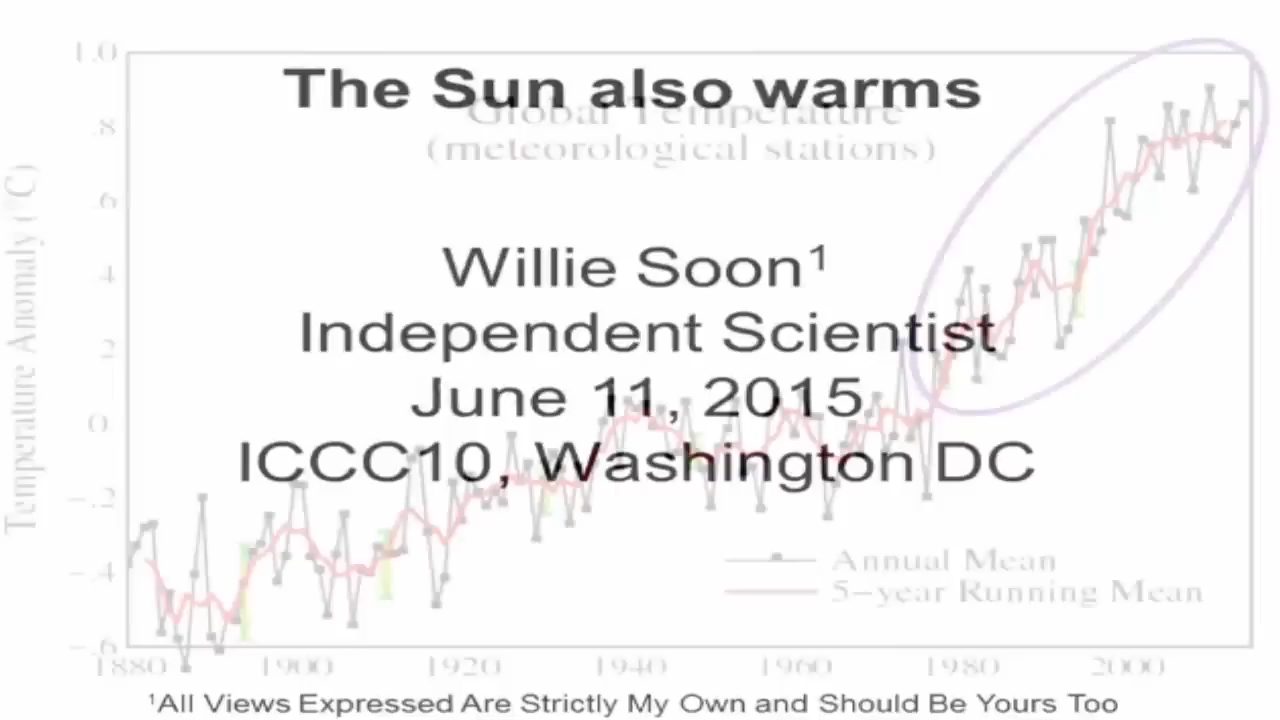 1.0
The Sun also warms
Global Temperature
.8
(meteorological stations)
.6
Temperature Anomaly (°C)
Willie Soon¹
.4
Independent Scientist
.2
June 11, 2015
0
ICCC10, Washington DC
-.2
Annual Mean
-.4
5-year Running Mean
-.6
1880 1900 1920 1940 1960 1980 2000
¹All Views Expressed Are Strictly My Own and Should Be Yours Too